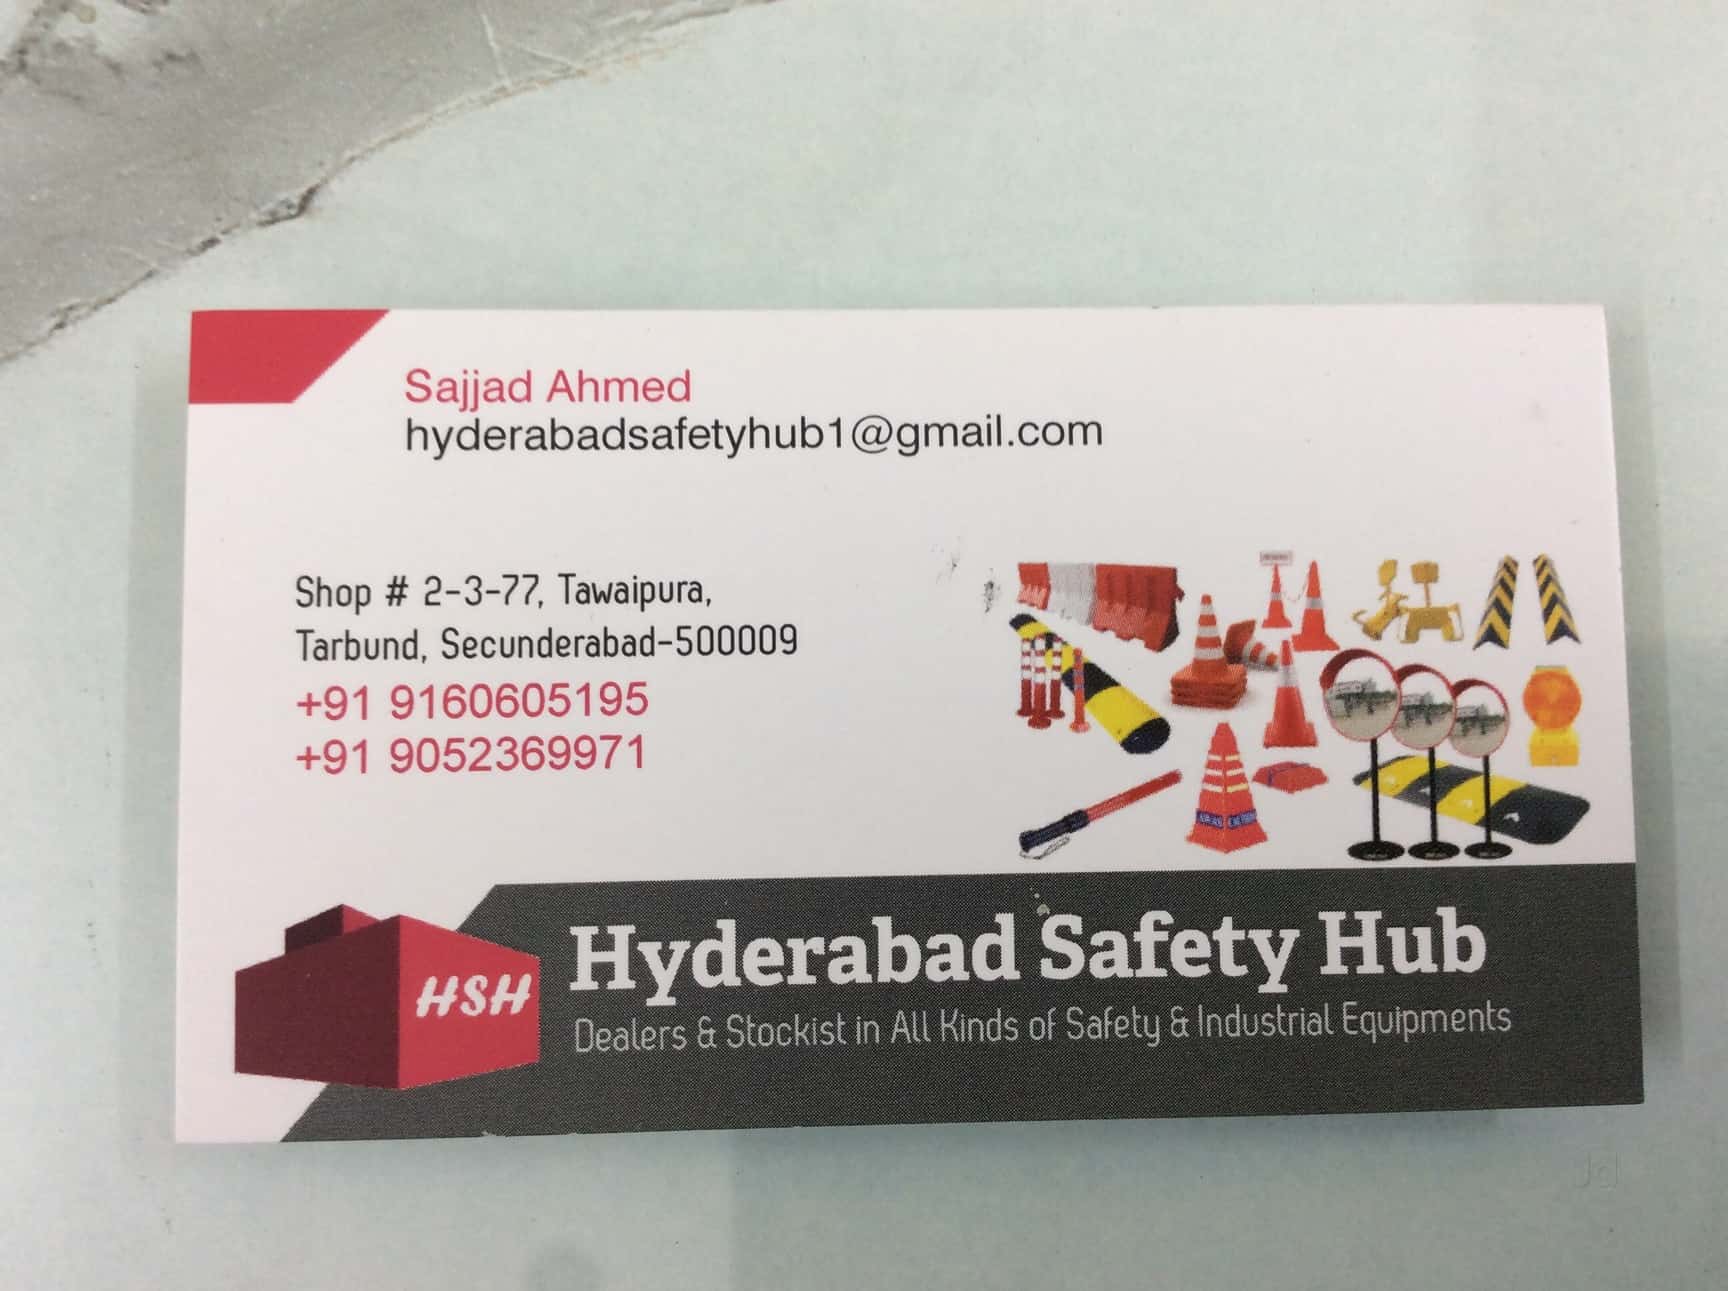 Sajjad Ahmed
hyderabadsafetyhub1@gmail.com
Shop # 2-3-77, Tawaipura,
Tarbund, Secunderabad-500009
+91 9160605195
+91 9052369971
HSH
Hyderabad Safety Hub
Dealers & Stockist in All Kinds of Safety & Industrial Equipments
Jd